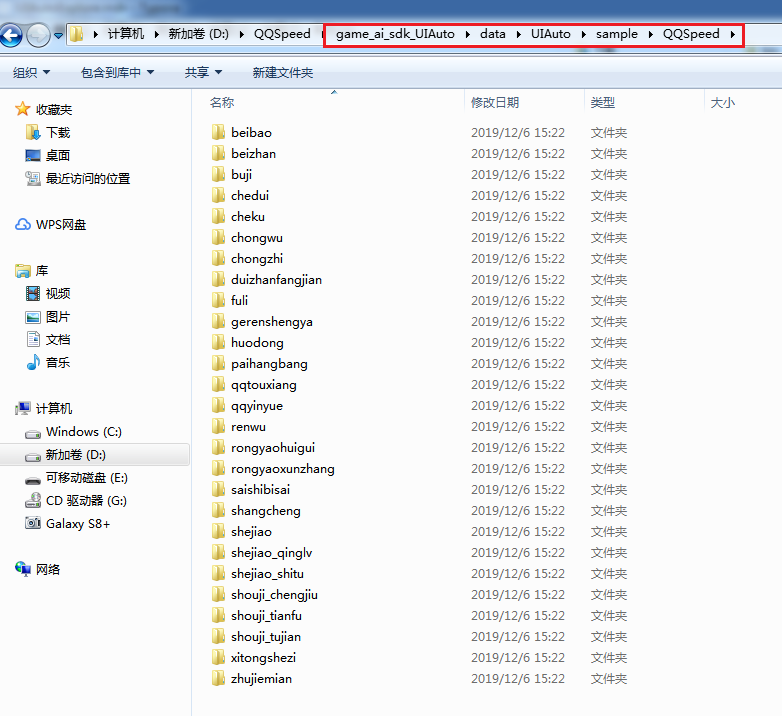 计算机 新加卷 (D:) QQSpeed game_ai_sdk_UIAuto data UIAuto sample QQSpeed
组织 包含到库中 共享 新建文件夹
名称 修改日期 类型 大小
收藏夹
下载
桌面
最近访问的位置
WPS网盘
库
视频
图片
文档
音乐
计算机
Windows (C:)
新加卷 (D:)
可移动磁盘 (E:)
CD 驱动器 (G:)
Galaxy S8+
网络
beibao 2019/12/6 15:22 文件夹
beizhan 2019/12/6 15:22 文件夹
buji 2019/12/6 15:22 文件夹
chedui 2019/12/6 15:22 文件夹
cheku 2019/12/6 15:22 文件夹
chongwu 2019/12/6 15:22 文件夹
chongzhi 2019/12/6 15:22 文件夹
duizhanfangjian 2019/12/6 15:22 文件夹
fuli 2019/12/6 15:22 文件夹
gerenshengya 2019/12/6 15:22 文件夹
huodong 2019/12/6 15:22 文件夹
paihangbang 2019/12/6 15:22 文件夹
qqtouxiang 2019/12/6 15:22 文件夹
qqyinyue 2019/12/6 15:22 文件夹
renwu 2019/12/6 15:22 文件夹
rongyaohuigui 2019/12/6 15:22 文件夹
rongyaoxunzhang 2019/12/6 15:22 文件夹
saishibisai 2019/12/6 15:22 文件夹
shangcheng 2019/12/6 15:22 文件夹
shejiao 2019/12/6 15:22 文件夹
shejiao_qinglv 2019/12/6 15:22 文件夹
shejiao_shitu 2019/12/6 15:22 文件夹
shouji_chengjiu 2019/12/6 15:22 文件夹
shouji_tianfu 2019/12/6 15:22 文件夹
shouji_tujian 2019/12/6 15:22 文件夹
xitongshezi 2019/12/6 15:22 文件夹
zhujiemian 2019/12/6 15:22 文件夹